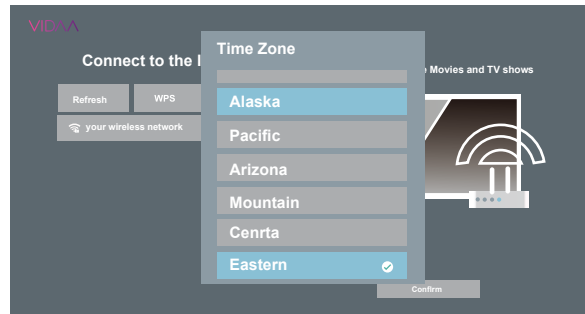 VIDAA
Connect to the I
Movies and TV shows
Refresh
WPS
your wireless network
Time Zone
Alaska
Pacific
Arizona
Mountain
Cenrta
Eastern
Confirm